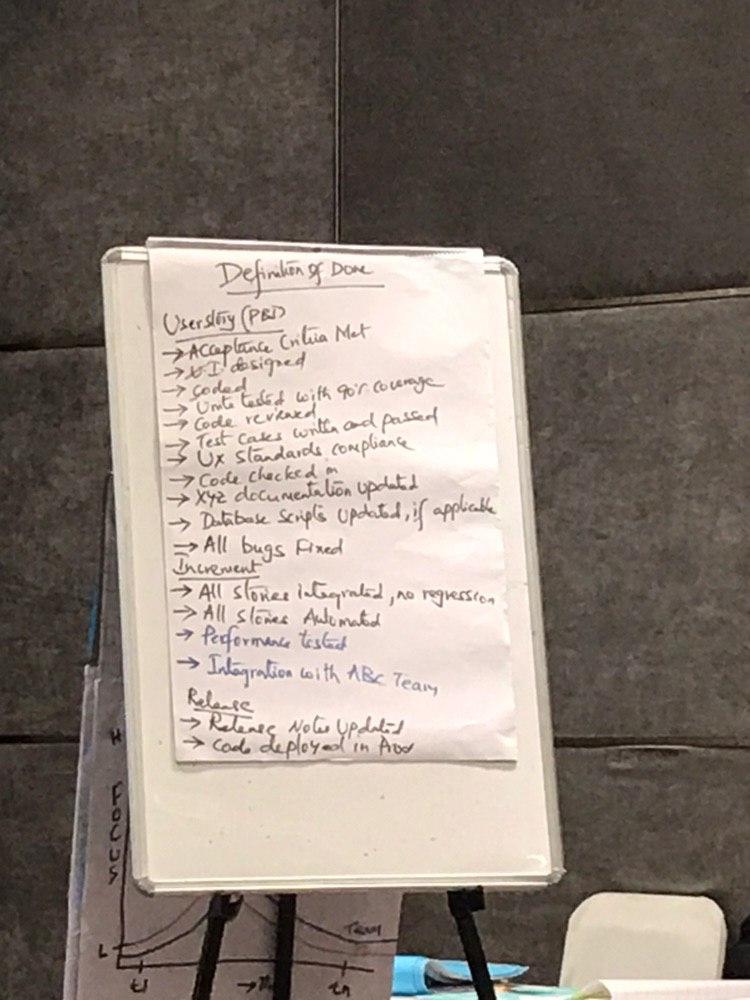 Definition of Done
Userstory (PBI)
→ Acceptance Criteria Met
→ U.I. designed
→ coded
→ Units tested with 90% coverage
→ Code reviewed
→ Test cases written and passed
→ Ux standards compliance
→ Code checked in
→ XYZ documentation updated
→ Database Scripts updated, if applicable
→ All bugs Fixed
Increment
→ All stories integrated, no regression
→ All stories Automated
→ Performance tested
→ Integration with ABC Team
Release
→ Release Notes Updated
→ Code deployed in Prod
H
FOCUS
L
Team
t1
tn